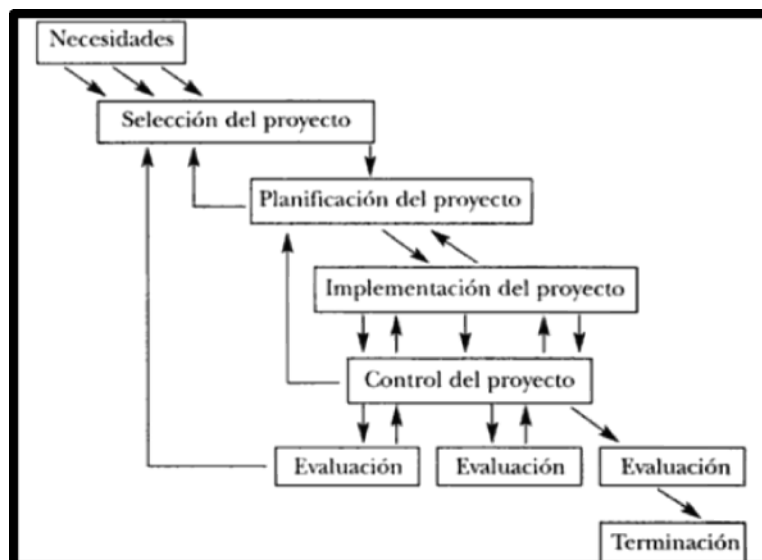 Necesidades
Selección del proyecto
Planificación del proyecto
Implementación del proyecto
Control del proyecto
Evaluación
Evaluación
Evaluación
Terminación